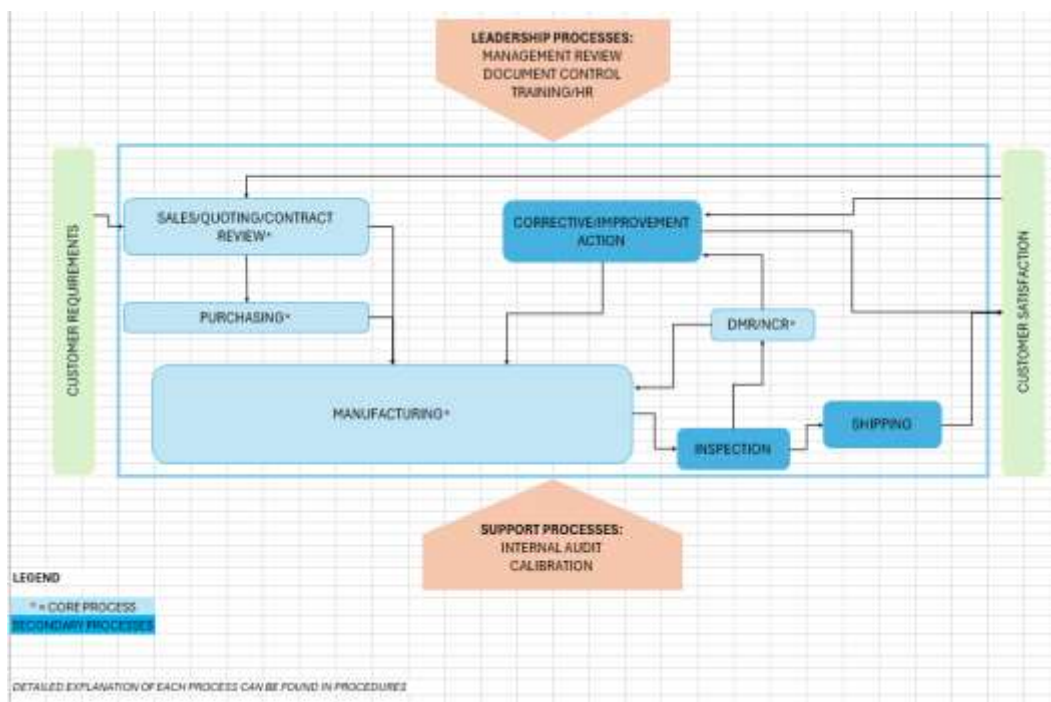 LEADERSHIP PROCESSES:
MANAGEMENT REVIEW
DOCUMENT CONTROL
TRAINING/HR
CUSTOMER REQUIREMENTS
SALES/QUOTING/CONTRACT
REVIEW*
CORRECTIVE/IMPROVEMENT
ACTION
PURCHASING*
DMR/NCR*
MANUFACTURING*
SHIPPING
INSPECTION
CUSTOMER SATISFACTION
SUPPORT PROCESSES:
INTERNAL AUDIT
CALIBRATION
LEGEND
* = CORE PROCESS
SECONDARY PROCESSES
DETAILED EXPLANATION OF EACH PROCESS CAN BE FOUND IN PROCEDURES